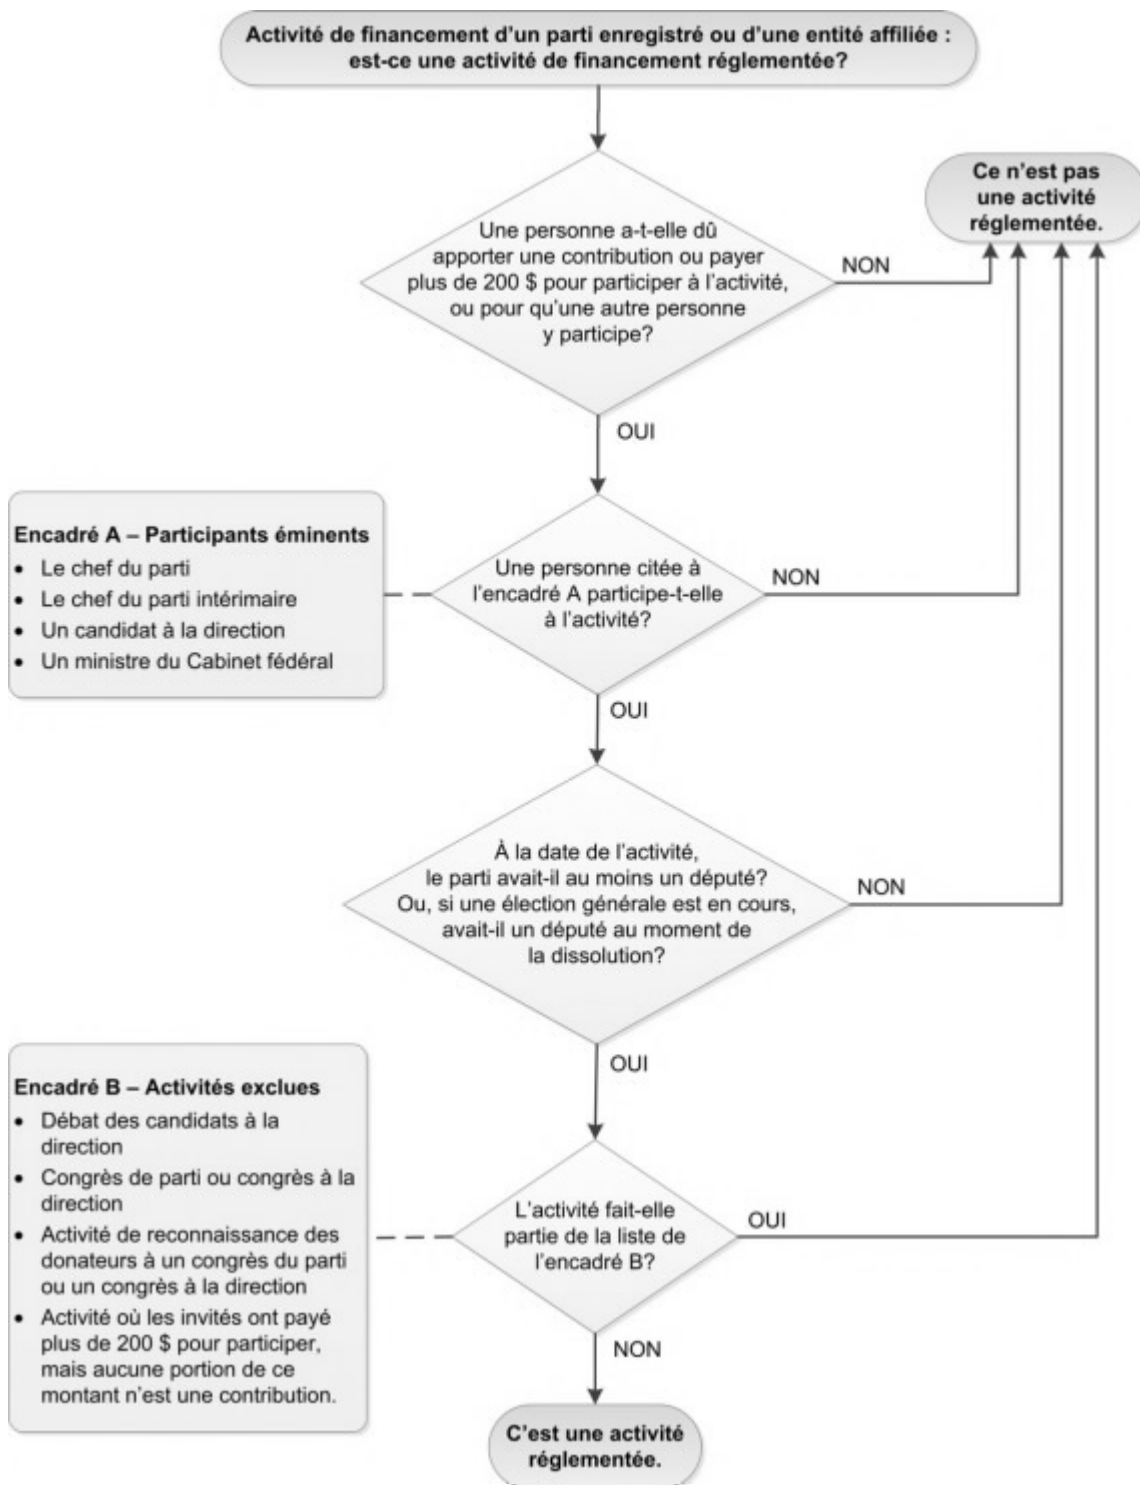 Activité de financement d'un parti enregistré ou d'une entité affiliée :
est-ce une activité de financement réglementée?
Ce n'est pas
une activité
réglementée.
Une personne a-t-elle dû
apporter une contribution ou payer
plus de 200 $ pour participer à l'activité,
ou pour qu'une autre personne
y participe?
NON
OUI
Encadré A – Participants éminents
• Le chef du parti
• Le chef du parti intérimaire
• Un candidat à la direction
• Un ministre du Cabinet fédéral
Une personne citée à
l'encadré A participe-t-elle
à l'activité?
NON
OUI
À la date de l'activité,
le parti avait-il au moins un député?
Ou, si une élection générale est en cours,
avait-il un député au moment de
la dissolution?
NON
OUI
Encadré B – Activités exclues
• Débat des candidats à la
direction
• Congrès de parti ou congrès à la
direction
• Activité de reconnaissance des
donateurs à un congrès du parti
ou un congrès à la direction
• Activité où les invités ont payé
plus de 200 $ pour participer,
mais aucune portion de ce
montant n'est une contribution.
L'activité fait-elle
partie de la liste de
l'encadré B?
OUI
NON
C'est une activité
réglementée.